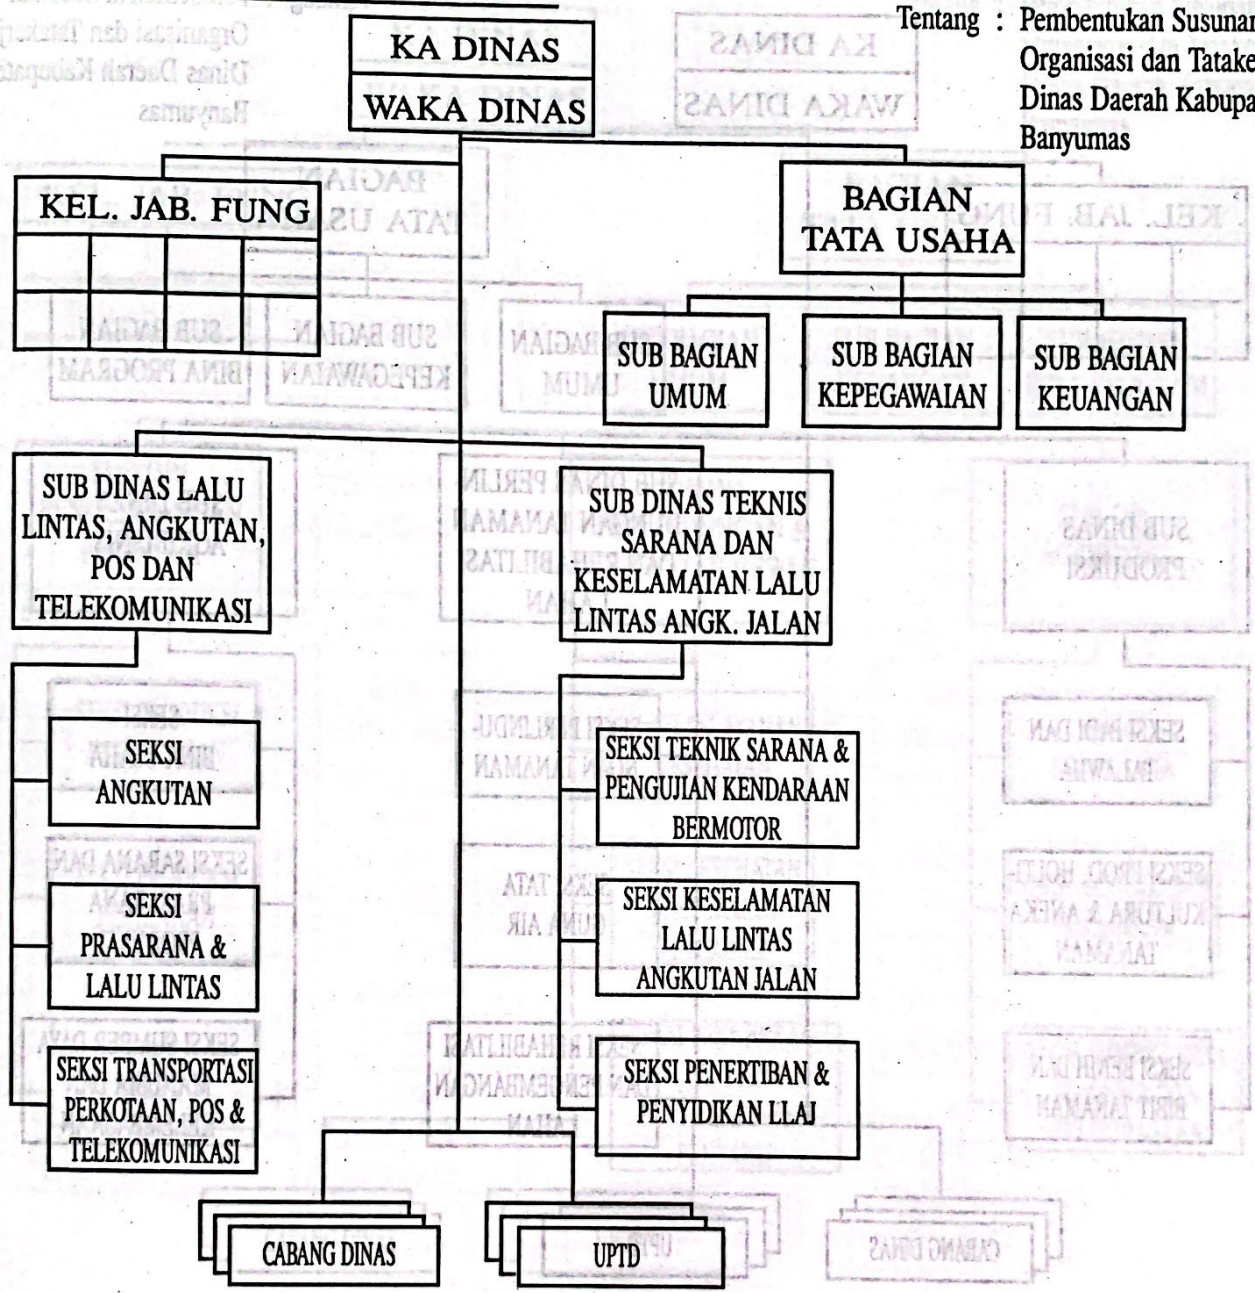 Tentang : Pembentukan Susunan
Organisasi dan Tatake
Dinas Daerah Kabupa
Banyumas
KA DINAS
WAKA DINAS
KEL. JAB. FUNG
BAGIAN
TATA USAHA
SUB BAGIAN
UMUM
SUB BAGIAN
KEPEGAWAIAN
SUB BAGIAN
KEUANGAN
SUB DINAS LALU
LINTAS, ANGKUTAN,
POS DAN
TELEKOMUNIKASI
SUB DINAS TEKNIS
SARANA DAN
KESELAMATAN LALU
LINTAS ANGK. JALAN
SEKSI
ANGKUTAN
SEKSI
PRASARANA &
LALU LINTAS
SEKSI TRANSPORTASI
PERKOTAAN, POS &
TELEKOMUNIKASI
SEKSI TEKNIK SARANA &
PENGUJIAN KENDARAAN
BERMOTOR
SEKSI KESELAMATAN
LALU LINTAS
ANGKUTAN JALAN
SEKSI PENERTIBAN &
PENYIDIKAN LLAJ
CABANG DINAS
UPTD